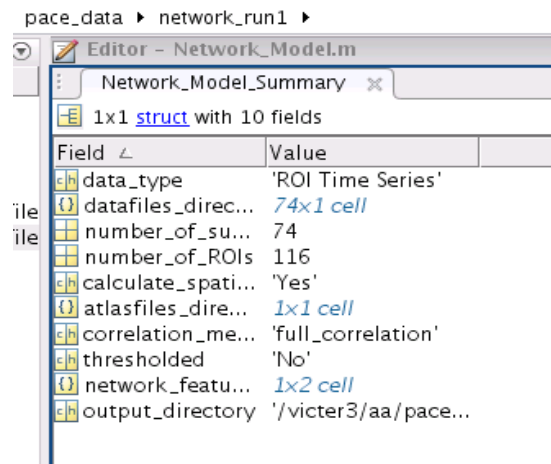 pace_data ▸ network_run1 ▸
Editor - Network_Model.m
Network_Model_Summary
1x1 struct with 10 fields
Field Value
data_type 'ROI Time Series'
datafiles_direc... 74x1 cell
number_of_su... 74
number_of_ROIs 116
calculate_spati... 'Yes'
atlasfiles_dire... 1x1 cell
correlation_me... 'full_correlation'
thresholded 'No'
network_featu... 1x2 cell
output_directory '/victer3/aa/pace...
ile
ile